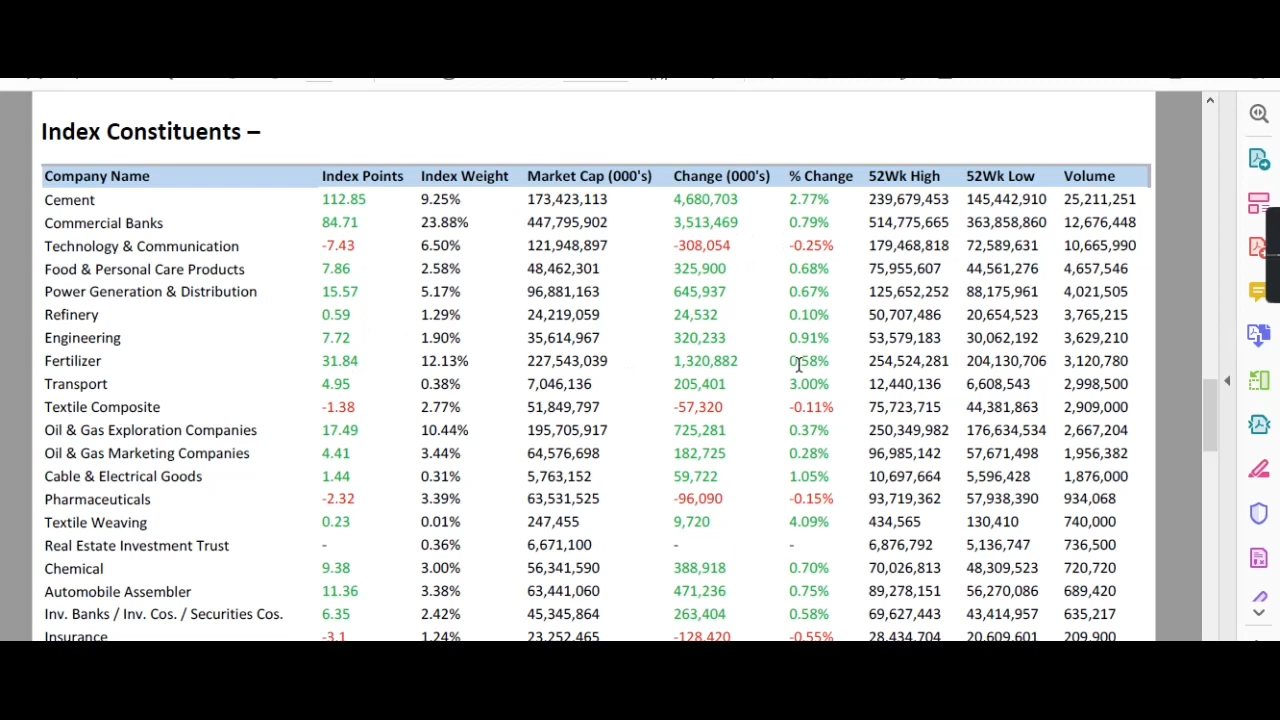 Index Constituents –
Company Name Index Points Index Weight Market Cap (000's) Change (000's) % Change 52Wk High 52Wk Low Volume
Cement 112.85 9.25% 173,423,113 4,680,703 2.77% 239,679,453 145,442,910 25,211,251
Commercial Banks 84.71 23.88% 447,795,902 3,513,469 0.79% 514,775,665 363,858,860 12,676,448
Technology & Communication -7.43 6.50% 121,948,897 -308,054 -0.25% 179,468,818 72,589,631 10,665,990
Food & Personal Care Products 7.86 2.58% 48,462,301 325,900 0.68% 75,955,607 44,561,276 4,657,546
Power Generation & Distribution 15.57 5.17% 96,881,163 645,937 0.67% 125,652,252 88,175,961 4,021,505
Refinery 0.59 1.29% 24,219,059 24,532 0.10% 50,707,486 20,654,523 3,765,215
Engineering 7.72 1.90% 35,614,967 320,233 0.91% 53,579,183 30,062,192 3,629,210
Fertilizer 31.84 12.13% 227,543,039 1,320,882 0.58% 254,524,281 204,130,706 3,120,780
Transport 4.95 0.38% 7,046,136 205,401 3.00% 12,440,136 6,608,543 2,998,500
Textile Composite -1.38 2.77% 51,849,797 -57,320 -0.11% 75,723,715 44,381,863 2,909,000
Oil & Gas Exploration Companies 17.49 10.44% 195,705,917 725,281 0.37% 250,349,982 176,634,534 2,667,204
Oil & Gas Marketing Companies 4.41 3.44% 64,576,698 182,725 0.28% 96,985,142 57,671,498 1,956,382
Cable & Electrical Goods 1.44 0.31% 5,763,152 59,722 1.05% 10,697,664 5,596,428 1,876,000
Pharmaceuticals -2.32 3.39% 63,531,525 -96,090 -0.15% 93,719,362 57,938,390 934,068
Textile Weaving 0.23 0.01% 247,455 9,720 4.09% 434,565 130,410 740,000
Real Estate Investment Trust - 0.36% 6,671,100 - - 6,876,792 5,136,747 736,500
Chemical 9.38 3.00% 56,341,590 388,918 0.70% 70,026,813 48,309,523 720,720
Automobile Assembler 11.36 3.38% 63,441,060 471,236 0.75% 89,278,151 56,270,086 689,420
Inv. Banks / Inv. Cos. / Securities Cos. 6.35 2.42% 45,345,864 263,404 0.58% 69,627,443 43,414,957 635,217
Insurance -3.1 1.24% 23,252,465 -128,420 -0.55% 28,434,704 20,609,601 209,900